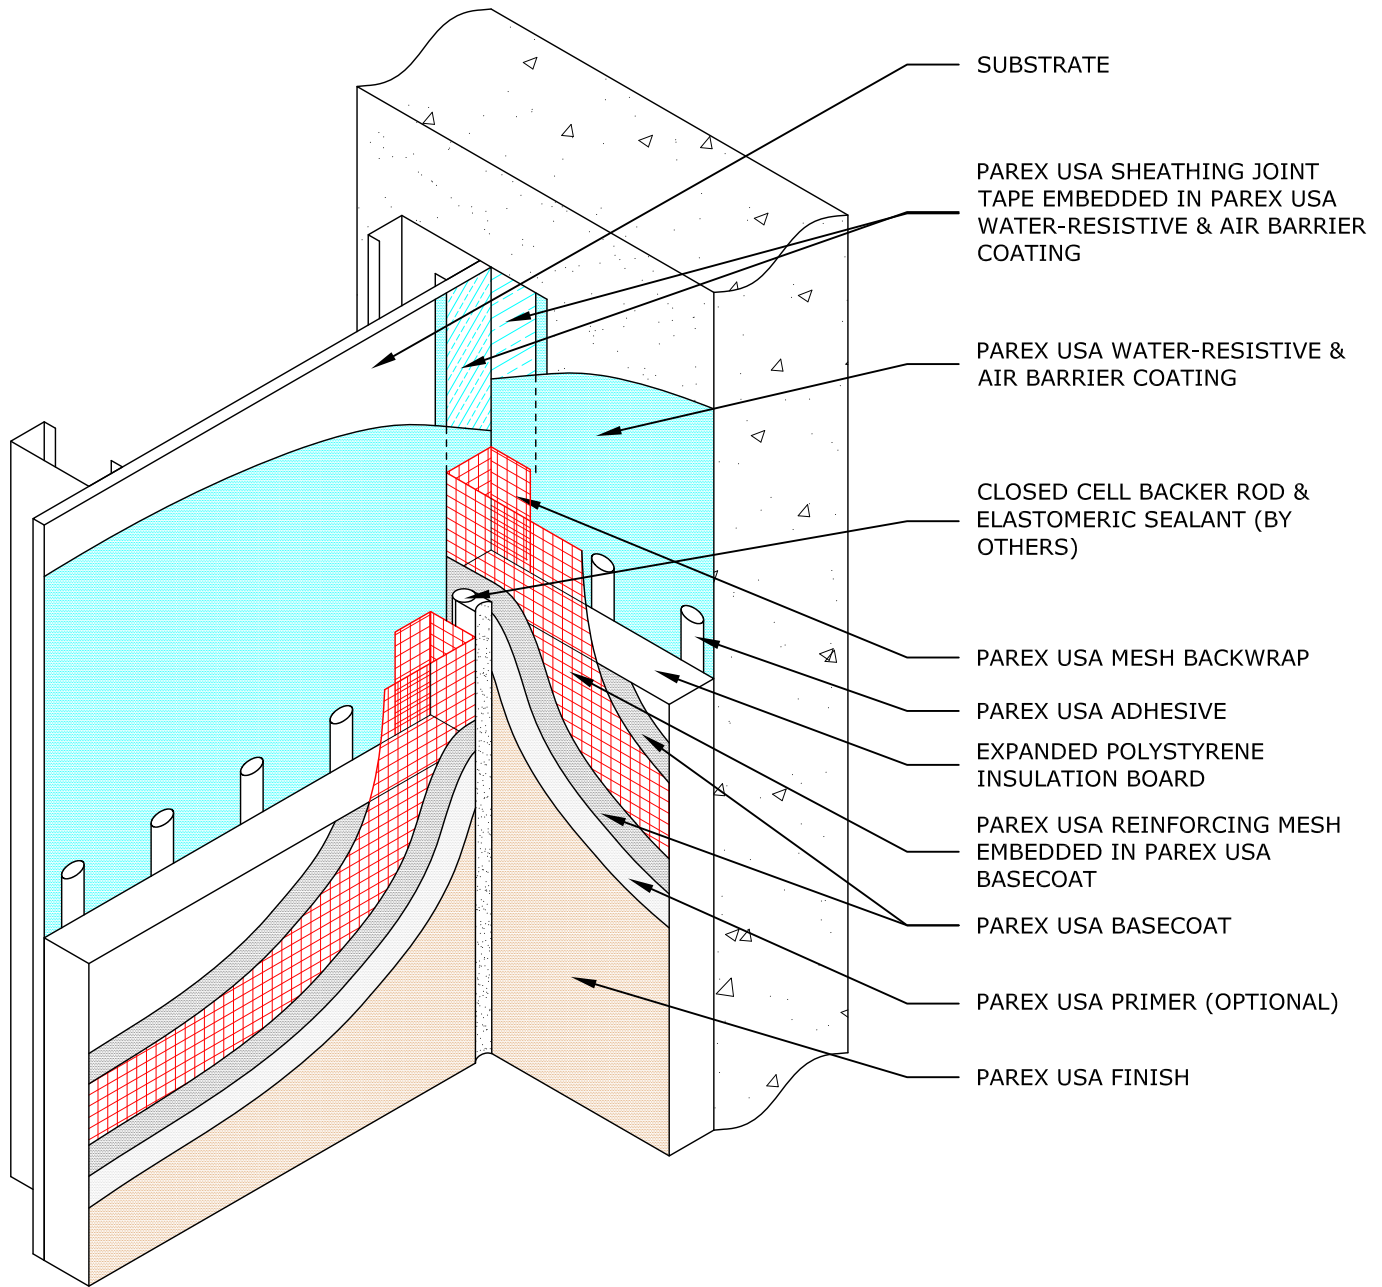 SUBSTRATE
PAREX USA SHEATHING JOINT
TAPE EMBEDDED IN PAREX USA
WATER-RESISTIVE & AIR BARRIER
COATING
PAREX USA WATER-RESISTIVE &
AIR BARRIER COATING
CLOSED CELL BACKER ROD &
ELASTOMERIC SEALANT (BY
OTHERS)
PAREX USA MESH BACKWRAP
PAREX USA ADHESIVE
EXPANDED POLYSTYRENE
INSULATION BOARD
PAREX USA REINFORCING MESH
EMBEDDED IN PAREX USA
BASECOAT
PAREX USA BASECOAT
PAREX USA PRIMER (OPTIONAL)
PAREX USA FINISH